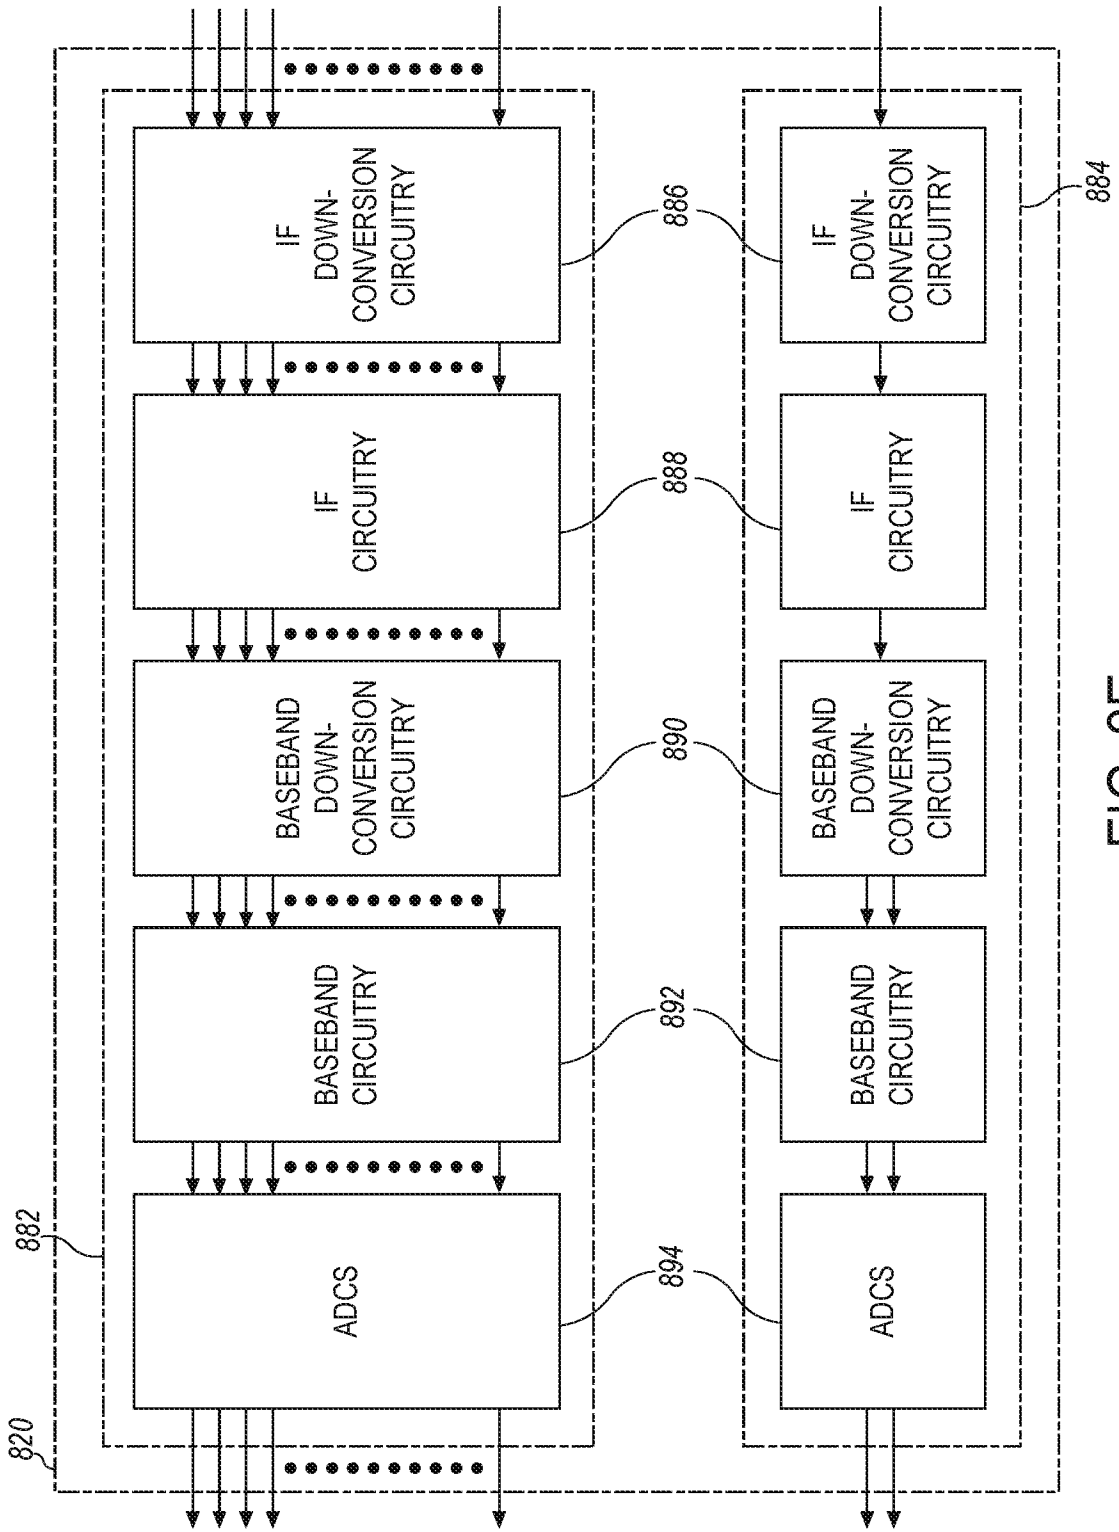 820
882
ADCS
BASEBAND
CIRCUITRY
BASEBAND
DOWN-
CONVERSION
CIRCUITRY
IF
CIRCUITRY
IF
DOWN-
CONVERSION
CIRCUITRY
894
892
890
888
886
ADCS
BASEBAND
CIRCUITRY
BASEBAND
DOWN-
CONVERSION
CIRCUITRY
IF
CIRCUITRY
IF
DOWN-
CONVERSION
CIRCUITRY
884